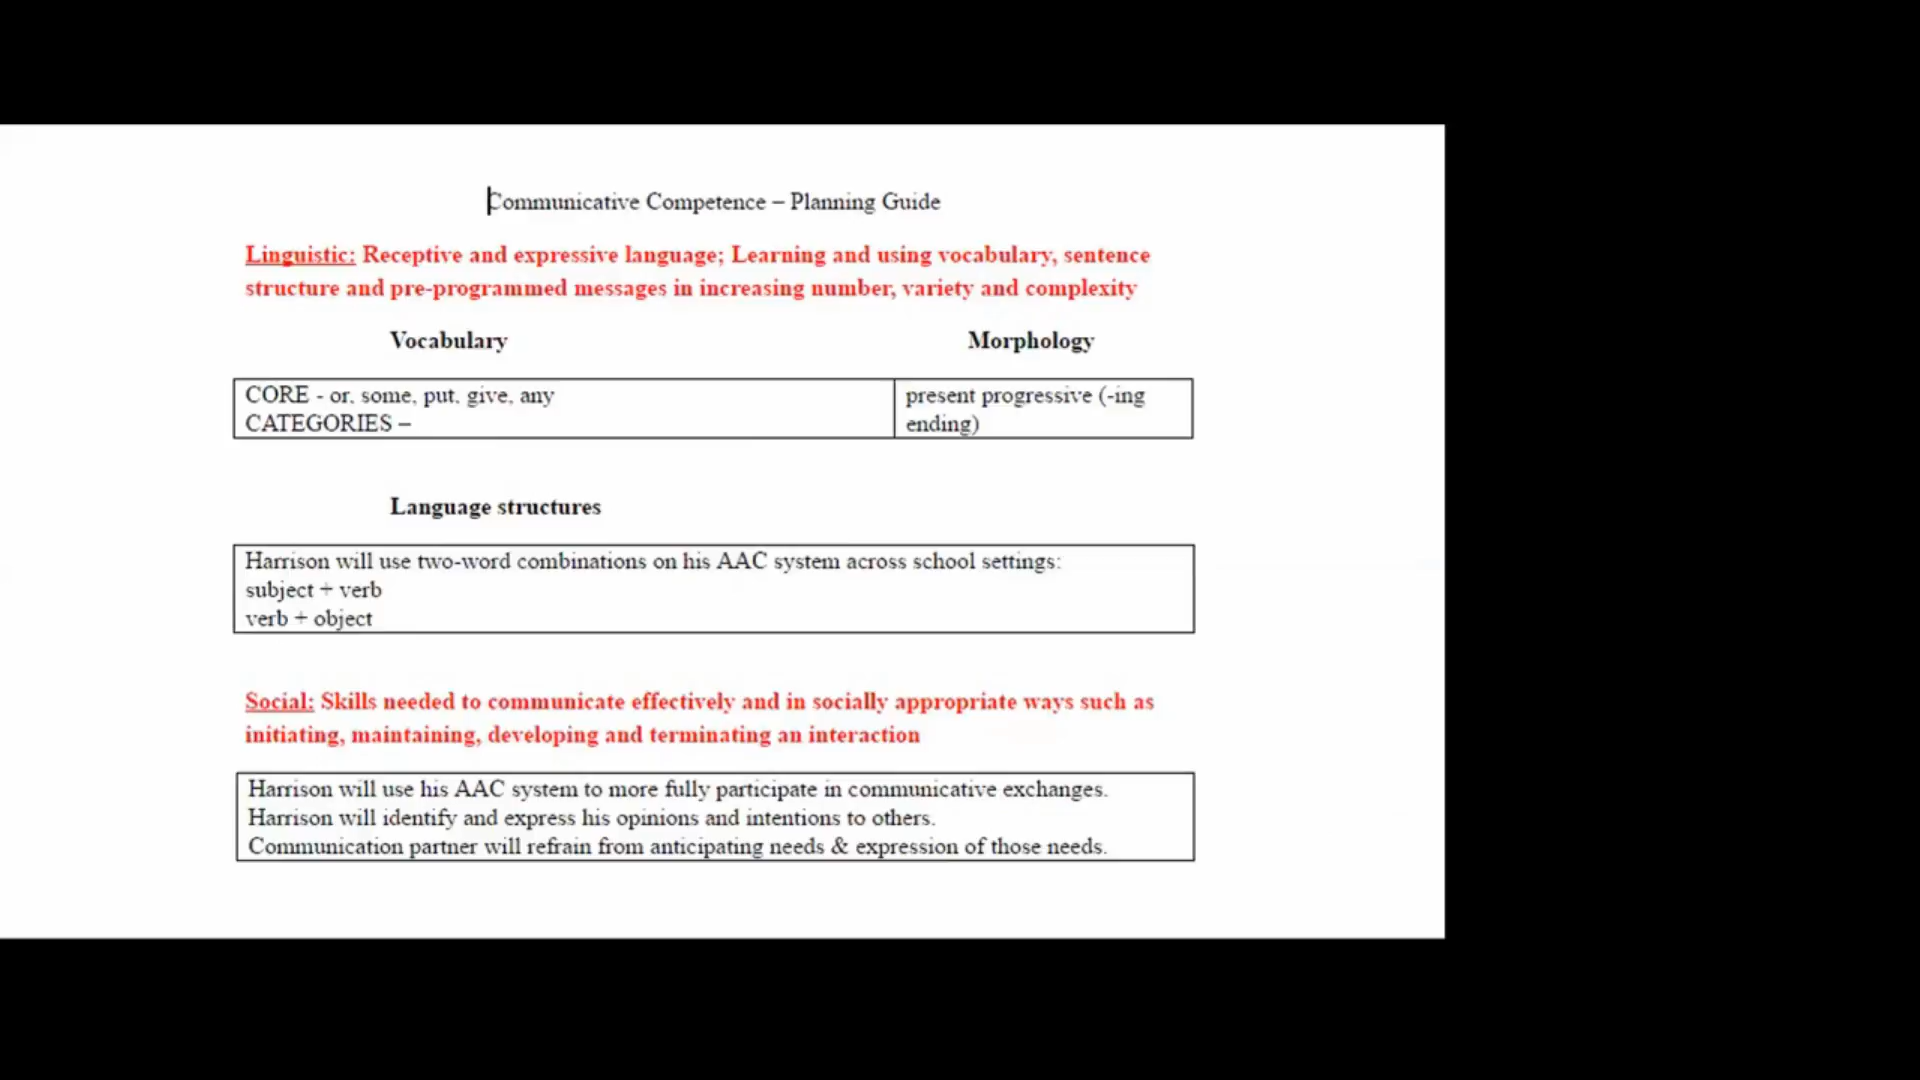 Communicative Competence – Planning Guide
Linguistic: Receptive and expressive language; Learning and using vocabulary, sentence
structure and pre-programmed messages in increasing number, variety and complexity
Vocabulary
Morphology
CORE - or, some, put, give, any
CATEGORIES –
present progressive (-ing
ending)
Language structures
Harrison will use two-word combinations on his AAC system across school settings:
subject + verb
verb + object
Social: Skills needed to communicate effectively and in socially appropriate ways such as
initiating, maintaining, developing and terminating an interaction
Harrison will use his AAC system to more fully participate in communicative exchanges.
Harrison will identify and express his opinions and intentions to others.
Communication partner will refrain from anticipating needs & expression of those needs.